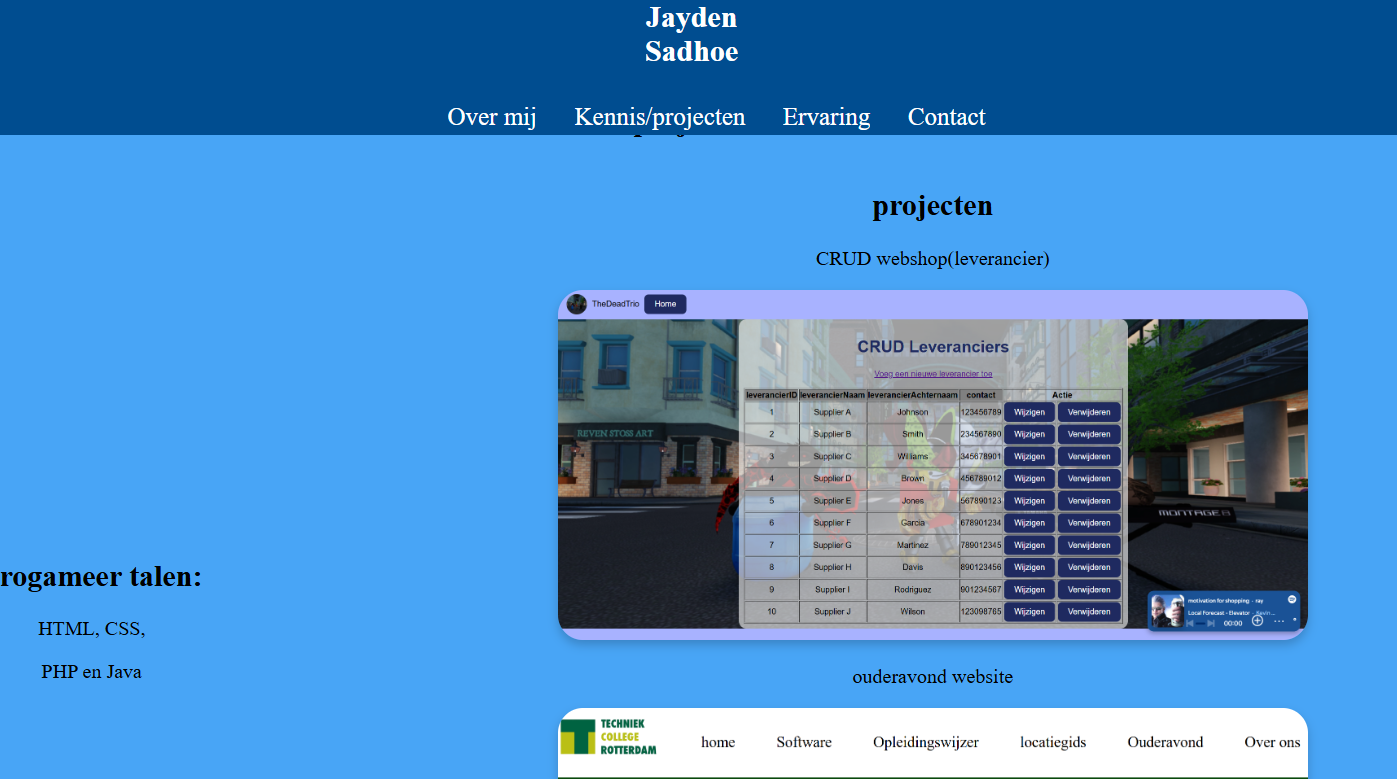 Jayden
Sadhoe
Over mij Kennis/projecten Ervaring Contact
projecten
CRUD webshop(leverancier)
TheDeadTrio Home
CRUD Leveranciers
Voeg een nieuwe leverancier toe
leverancierID leverancierNaam leverancierAchternaam contact Actie
1 Supplier A Johnson 123456789 Wijzigen Verwijderen
2 Supplier B Smith 234567890 Wijzigen Verwijderen
3 Supplier C Williams 345678901 Wijzigen Verwijderen
4 Supplier D Brown 456789012 Wijzigen Verwijderen
5 Supplier E Jones 567890123 Wijzigen Verwijderen
6 Supplier F Garcia 678901234 Wijzigen Verwijderen
7 Supplier G Martinez 789012345 Wijzigen Verwijderen
8 Supplier H Davis 890123456 Wijzigen Verwijderen
9 Supplier I Rodriguez 901234567 Wijzigen Verwijderen
10 Supplier J Wilson 123098765 Wijzigen Verwijderen
REVEN STOISS ART
MONTAGE8
motivation for shopping - ray
Local Forecast - Elevator Kevin...
00:00
rogameer talen:
HTML, CSS,
PHP en Java
ouderavond website
TECHNIEK
COLLEGE
ROTTERDAM
home Software Opleidingswijzer locatiegids Ouderavond Over ons